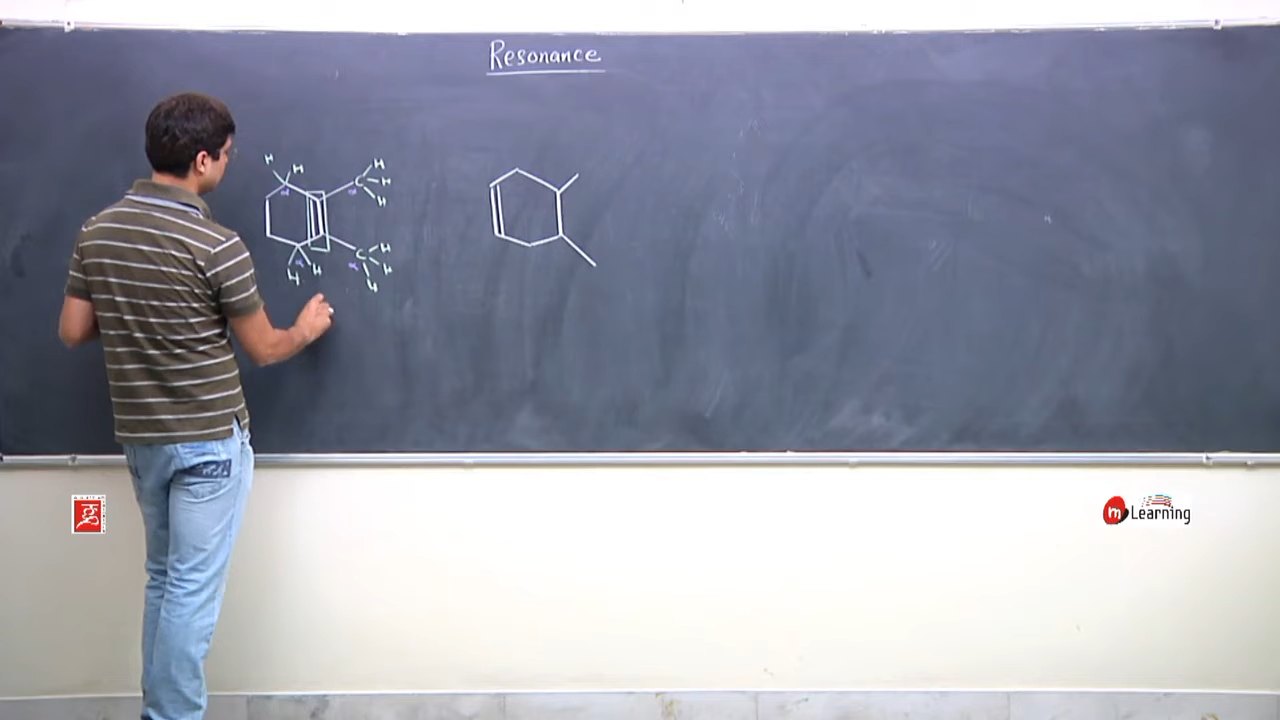 Resonance
H H H
C H
α α H
α α C H
H H H
H
m Learning